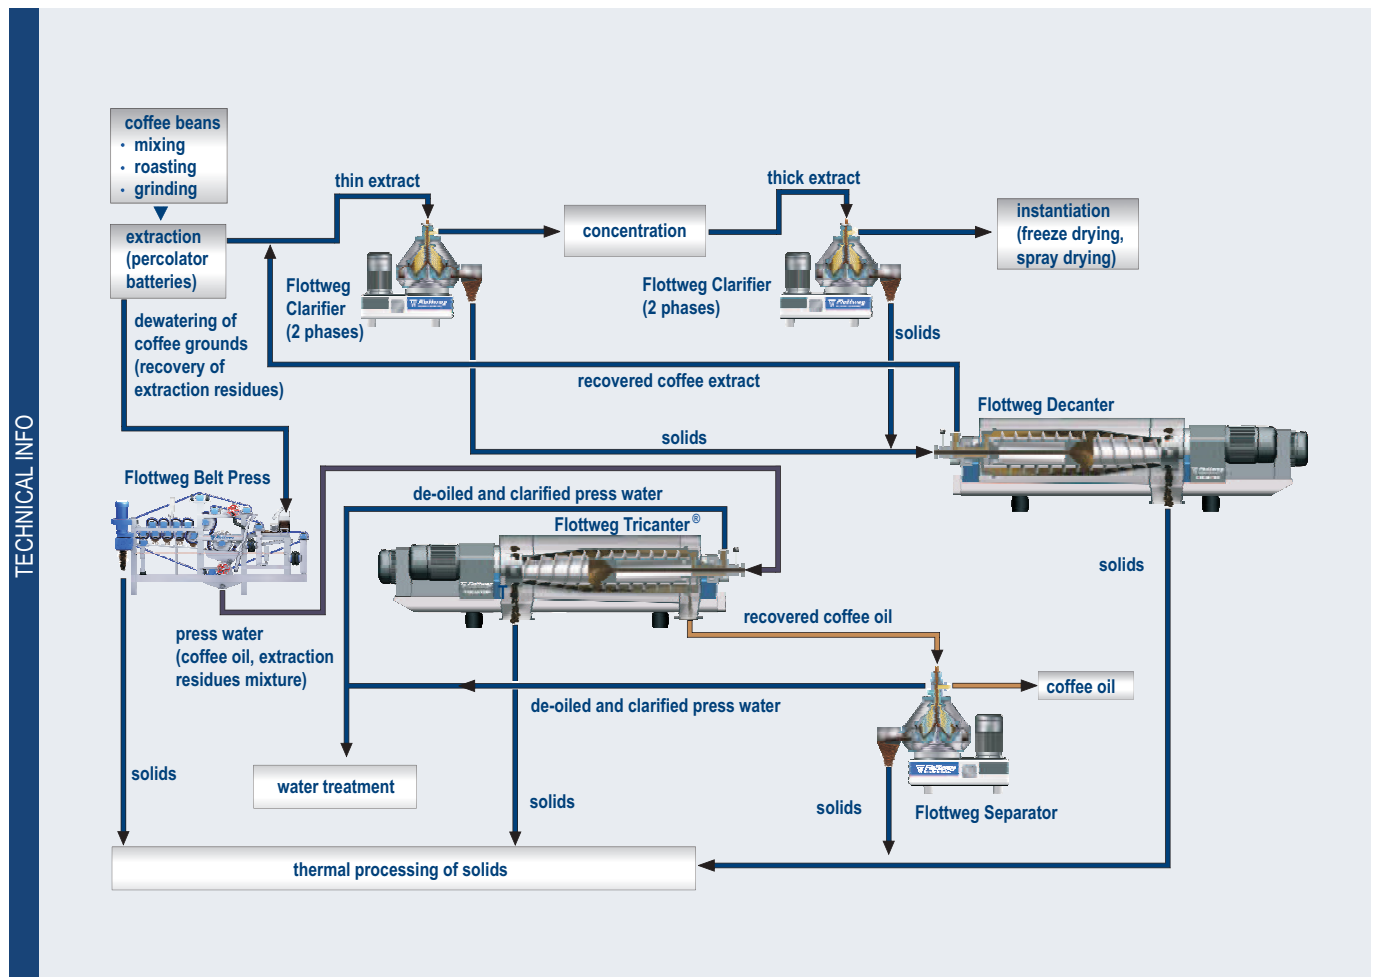 TECHNICAL INFO
coffee beans
• mixing
• roasting
• grinding
extraction
(percolator
batteries)
thin extract
Flottweg
Clarifier
(2 phases)
Flottweg
concentration
thick extract
Flottweg Clarifier
(2 phases)
Flottweg
instantiation
(freeze drying,
spray drying)
dewatering of
coffee grounds
(recovery of
extraction residues)
solids
recovered coffee extract
Flottweg Decanter
solids
Flottweg Belt Press
de-oiled and clarified press water
Flottweg Tricanter®
solids
recovered coffee oil
press water
(coffee oil, extraction
residues mixture)
coffee oil
de-oiled and clarified press water
Flottweg
solids
water treatment
solids
solids
Flottweg Separator
thermal processing of solids